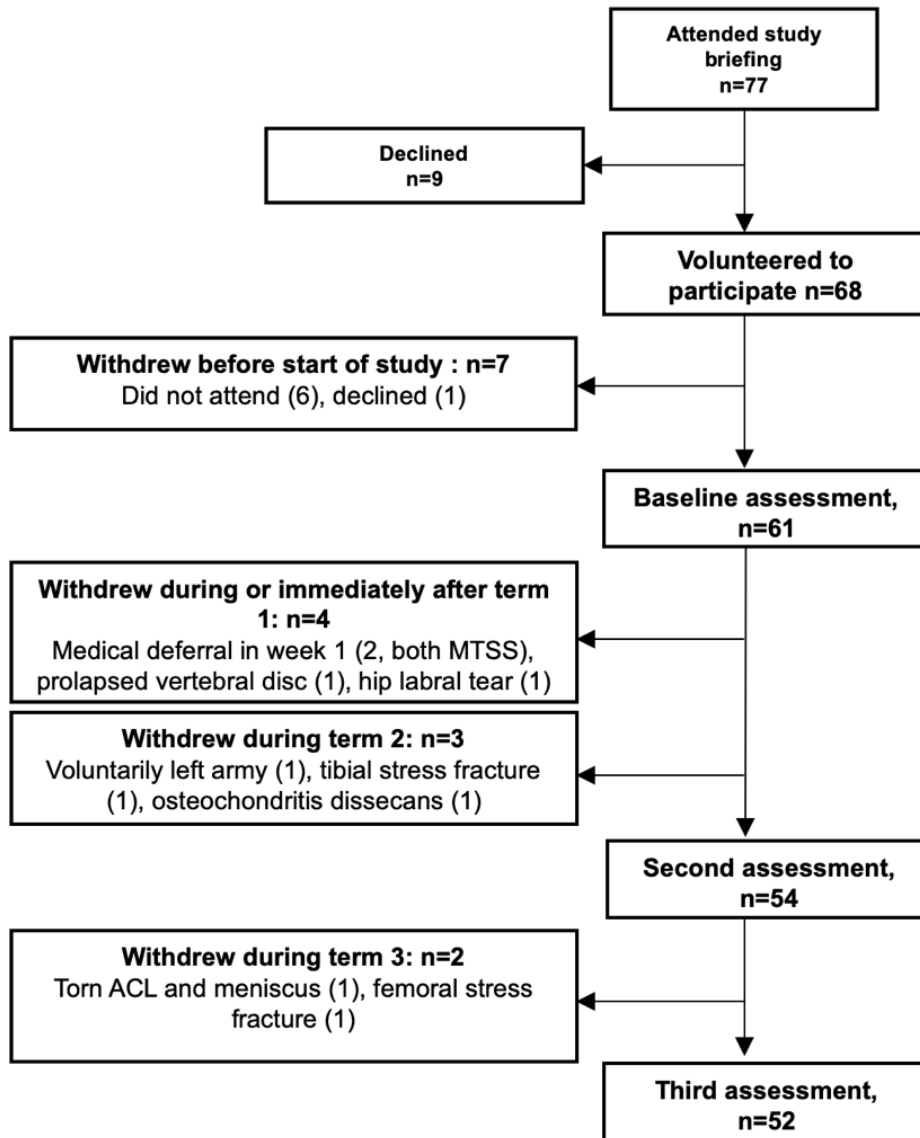 Attended study
briefing
n=77
Declined
n=9
Volunteered to
participate n=68
Withdrew before start of study : n=7
Did not attend (6), declined (1)
Baseline assessment,
n=61
Withdrew during or immediately after term
1: n=4
Medical deferral in week 1 (2, both MTSS),
prolapsed vertebral disc (1), hip labral tear (1)
Withdrew during term 2: n=3
Voluntarily left army (1), tibial stress fracture
(1), osteochondritis dissecans (1)
Second assessment,
n=54
Withdrew during term 3: n=2
Torn ACL and meniscus (1), femoral stress
fracture (1)
Third assessment,
n=52